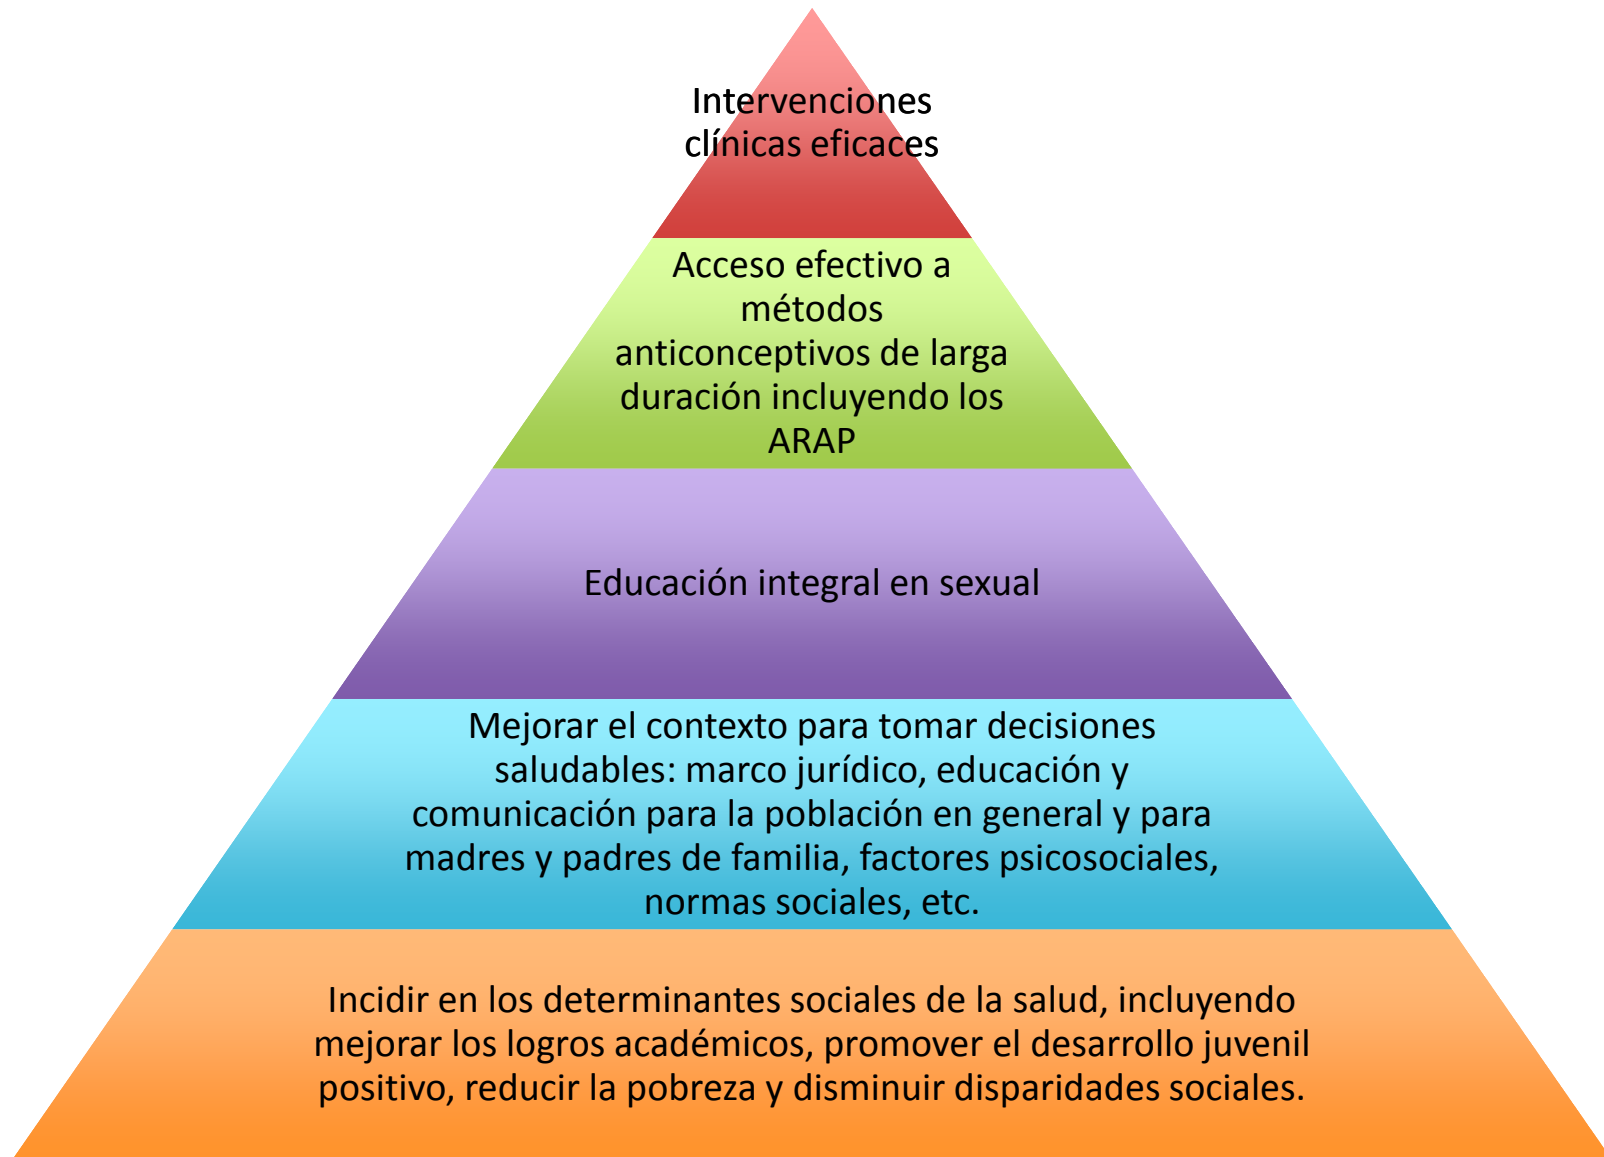 Intervenciones
clínicas eficaces
Acceso efectivo a
métodos
anticonceptivos de larga
duración incluyendo los
ARAP
Educación integral en sexual
Mejorar el contexto para tomar decisiones
saludables: marco jurídico, educación y
comunicación para la población en general y para
madres y padres de familia, factores psicosociales,
normas sociales, etc.
Incidir en los determinantes sociales de la salud, incluyendo
mejorar los logros académicos, promover el desarrollo juvenil
positivo, reducir la pobreza y disminuir disparidades sociales.